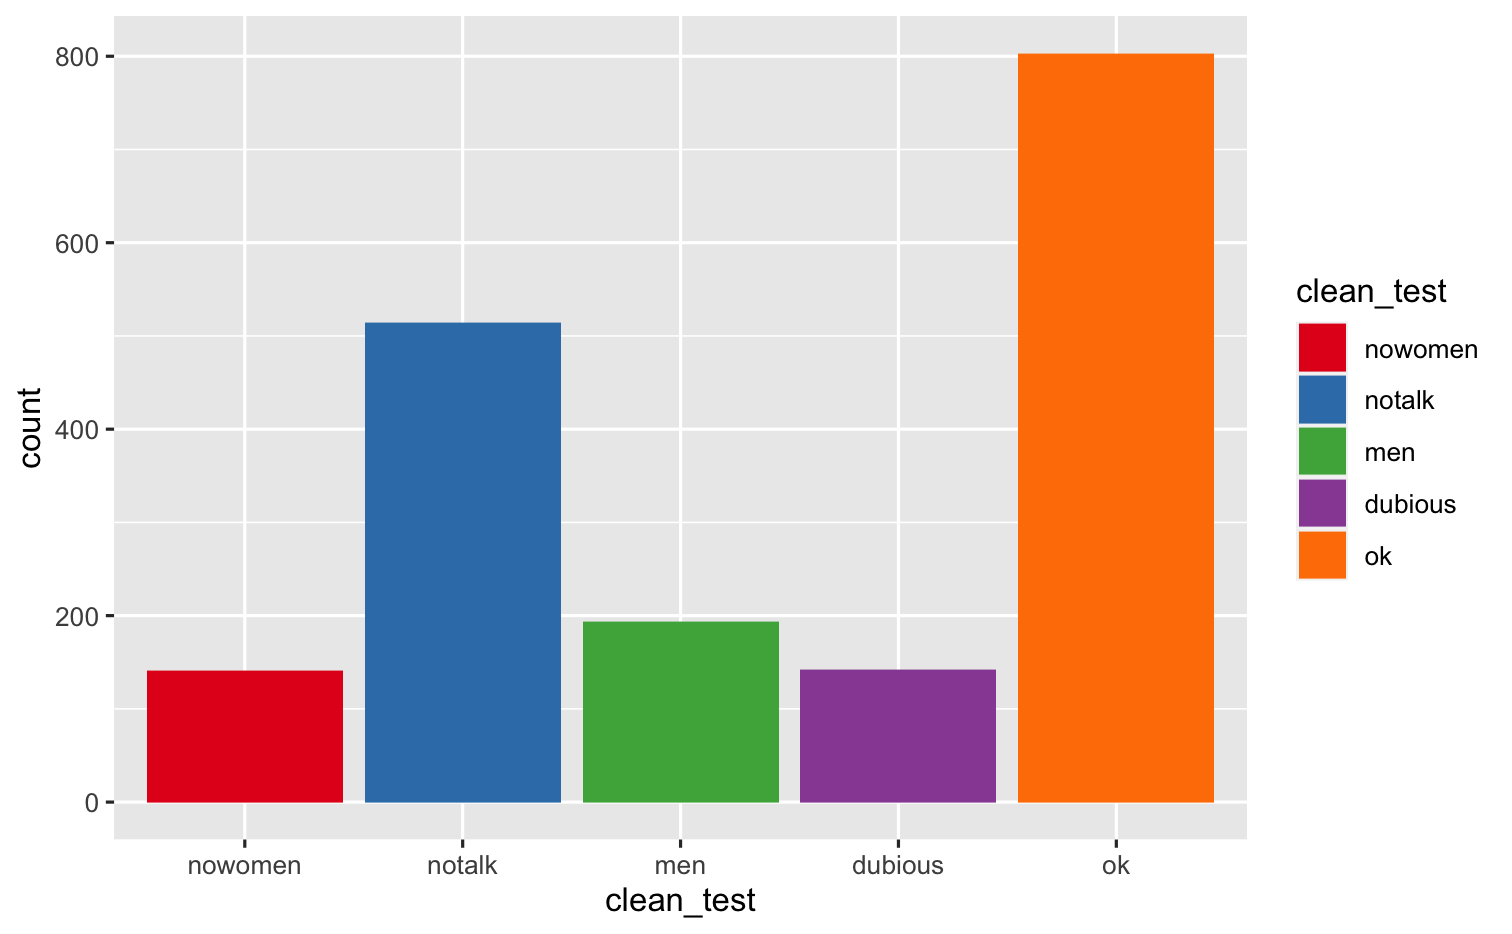 800
600
400
200
0
count
nowomen notalk men dubious ok
clean_test
clean_test
nowomen
notalk
men
dubious
ok